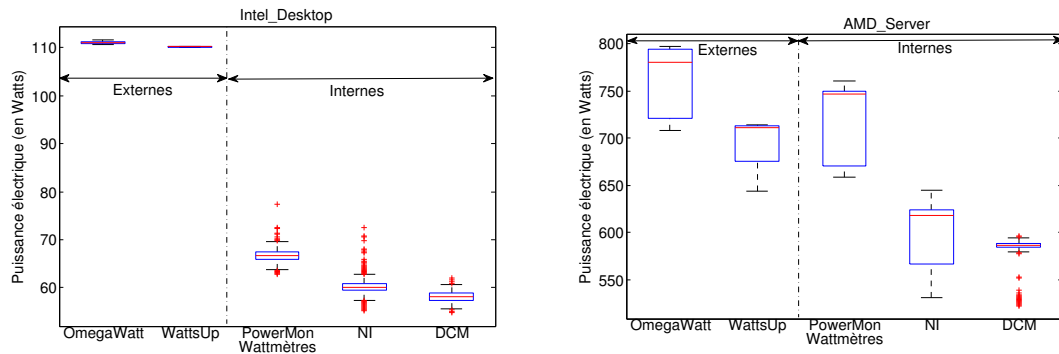 Intel_Desktop
Puissance électrique (en Watts)
110
100
90
80
70
60
Externes
Internes
OmegaWatt
WattsUp
PowerMon
NI
DCM
Wattmètres
AMD_Server
Puissance électrique (en Watts)
800
750
700
650
600
550
Externes
Internes
OmegaWatt
WattsUp
PowerMon
NI
DCM
Wattmètres